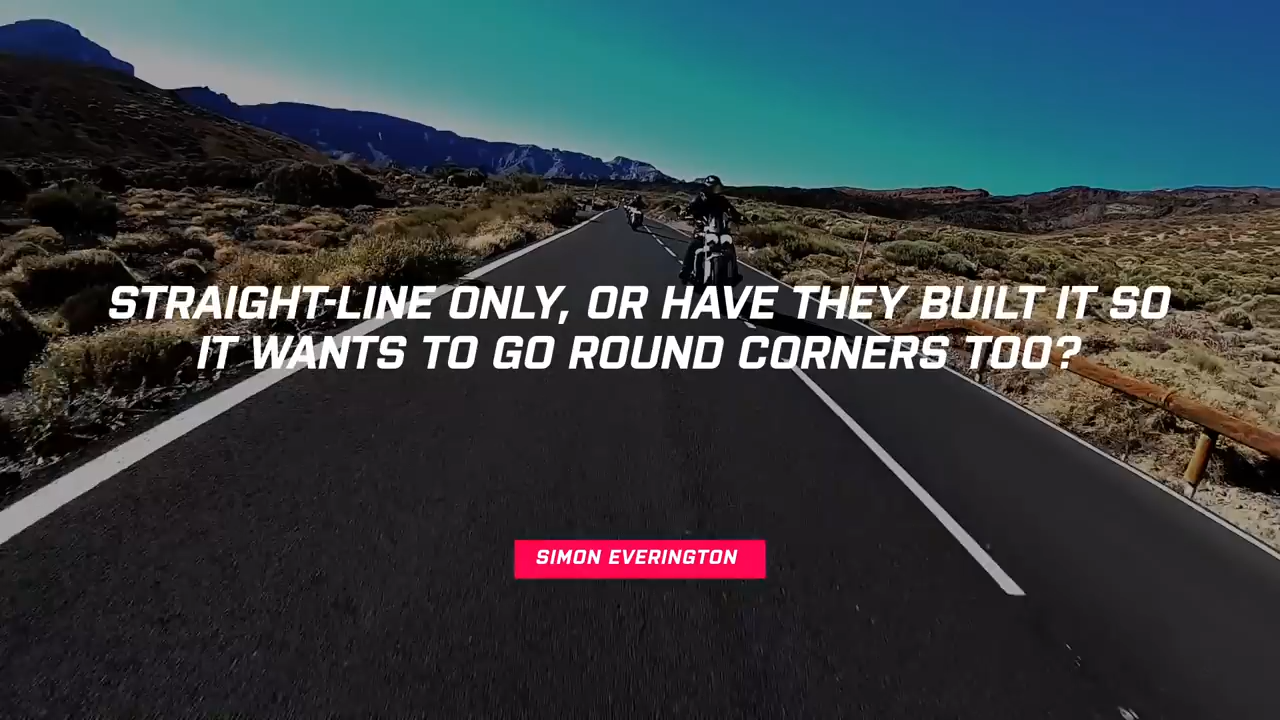 STRAIGHT-LINE ONLY, OR HAVE THEY BUILT IT SO
IT WANTS TO GO ROUND CORNERS TOO?
SIMON EVERINGTON